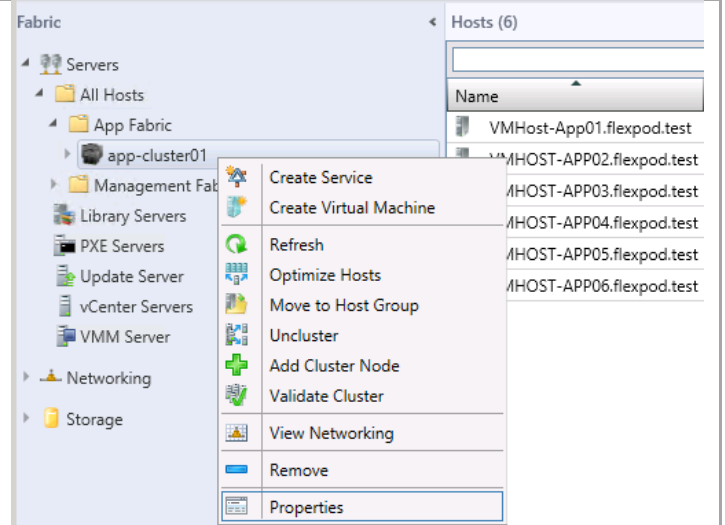 Fabric
Servers
All Hosts
App Fabric
app-cluster01
Management Fab
Library Servers
PXE Servers
Update Server
vCenter Servers
VMM Server
Networking
Storage
Create Service
Create Virtual Machine
Refresh
Optimize Hosts
Move to Host Group
Uncluster
Add Cluster Node
Validate Cluster
View Networking
Remove
Properties
Hosts (6)
Name
VMHost-App01.flexpod.test
VMHOST-APP02.flexpod.test
MHOST-APP03.flexpod.test
MHOST-APP04.flexpod.test
MHOST-APP05.flexpod.test
MHOST-APP06.flexpod.test